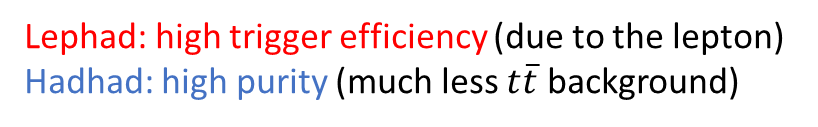 Lephad: high trigger efficiency (due to the lepton)
Hadhad: high purity (much less tt̄ background)